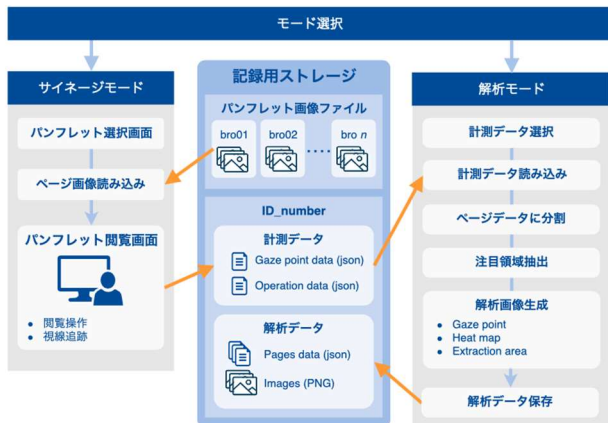 モード選択
サイネージモード
パンフレット選択画面
ページ画像読み込み
パンフレット閲覧画面
閲覧操作
視線追跡
記録用ストレージ
パンフレット画像ファイル
bro01
bro02
bro n
ID_number
計測データ
Gaze point data (json)
Operation data (json)
解析データ
Pages data (json)
Images (PNG)
解析モード
計測データ選択
計測データ読み込み
ページデータに分割
注目領域抽出
解析画像生成
Gaze point
Heat map
Extraction area
解析データ保存